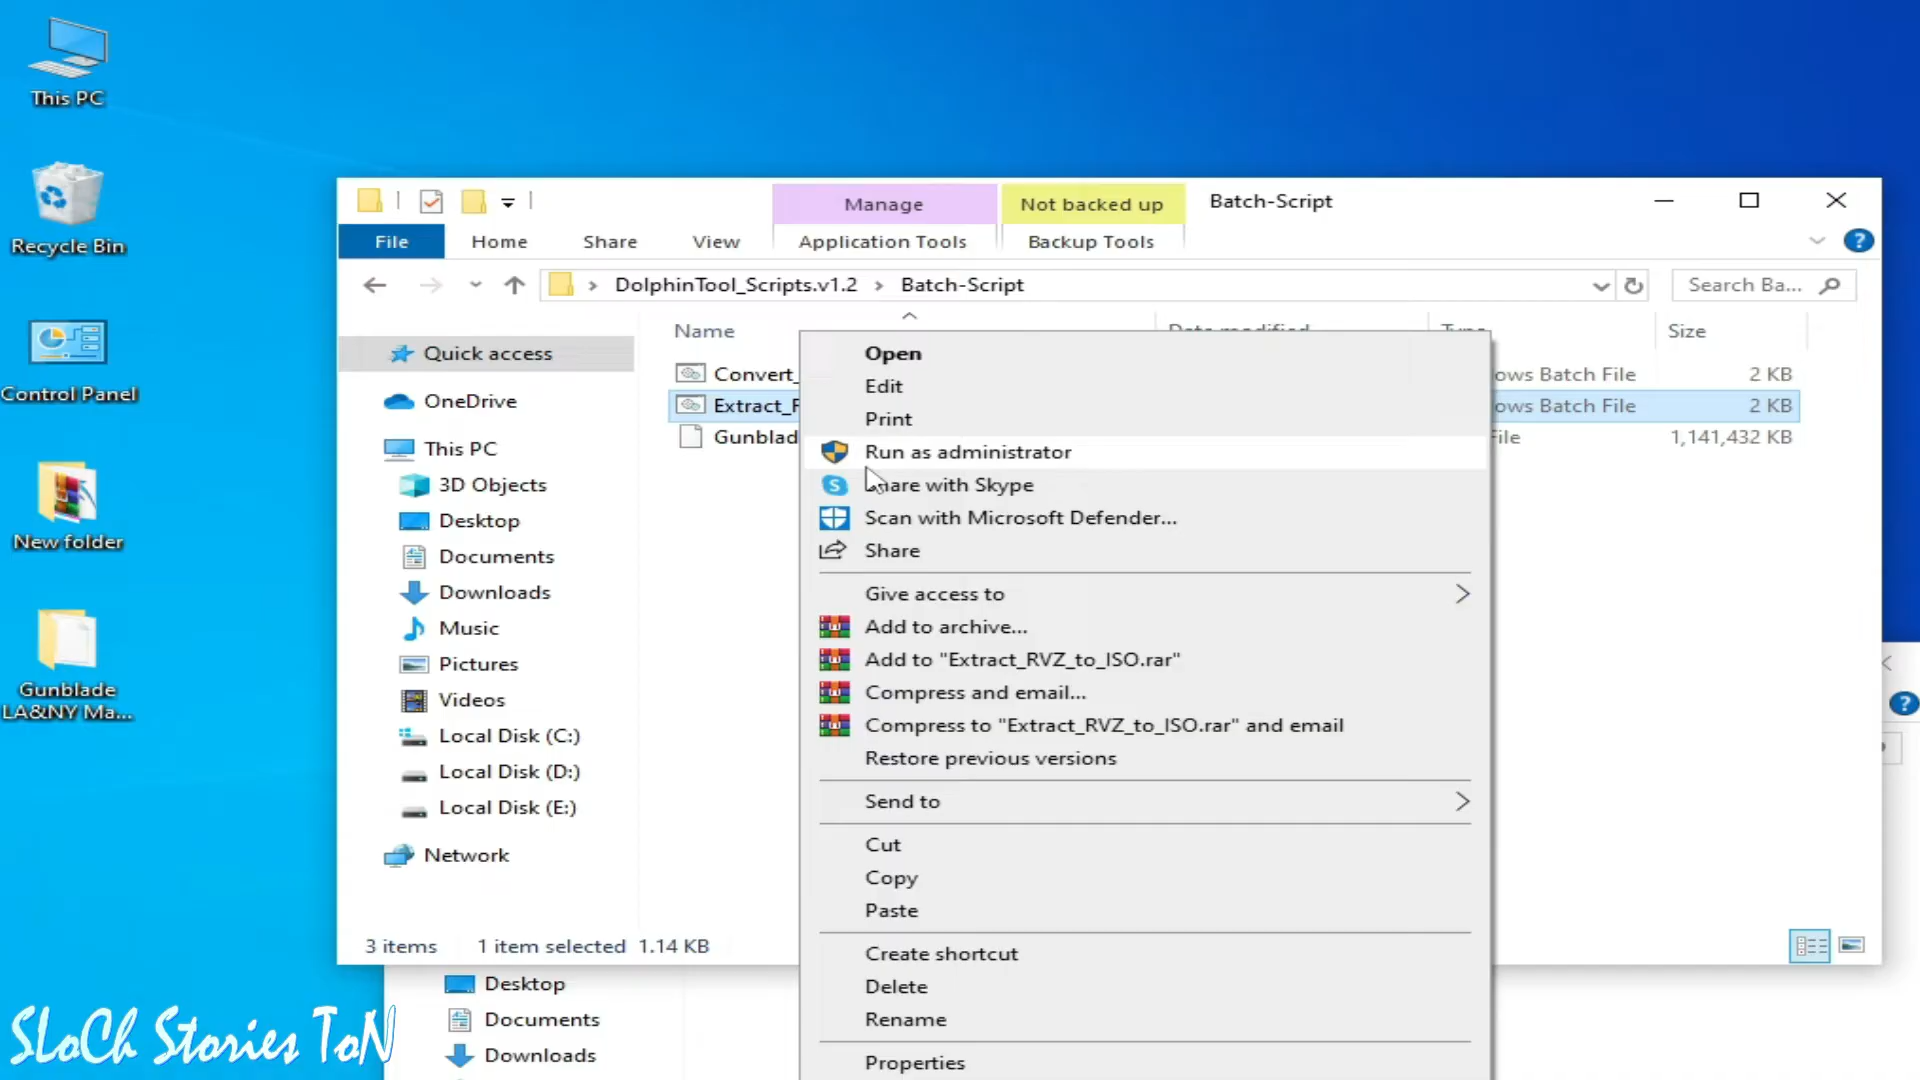 This PC
Recycle Bin
Control Panel
New folder
Gunblade
LA&NY Ma...
Manage
Not backed up
Batch-Script
File
Home
Share
View
Application Tools
Backup Tools
DolphinTool_Scripts.v1.2 > Batch-Script
Search Ba...
Name
Date modified
Type
Size
Quick access
OneDrive
This PC
3D Objects
Desktop
Documents
Downloads
Music
Pictures
Videos
Local Disk (C:)
Local Disk (D:)
Local Disk (E:)
Network
Convert_
ows Batch File
2 KB
Extract_
ows Batch File
2 KB
Gunblad
File
1,141,432 KB
Open
Edit
Print
Run as administrator
Share with Skype
Scan with Microsoft Defender...
Share
Give access to
Add to archive...
Add to "Extract_RVZ_to_ISO.rar"
Compress and email...
Compress to "Extract_RVZ_to_ISO.rar" and email
Restore previous versions
Send to
Cut
Copy
Paste
Create shortcut
Delete
Rename
Properties
3 items
1 item selected 1.14 KB
Desktop
Documents
Downloads
SLoCh Stories ToN